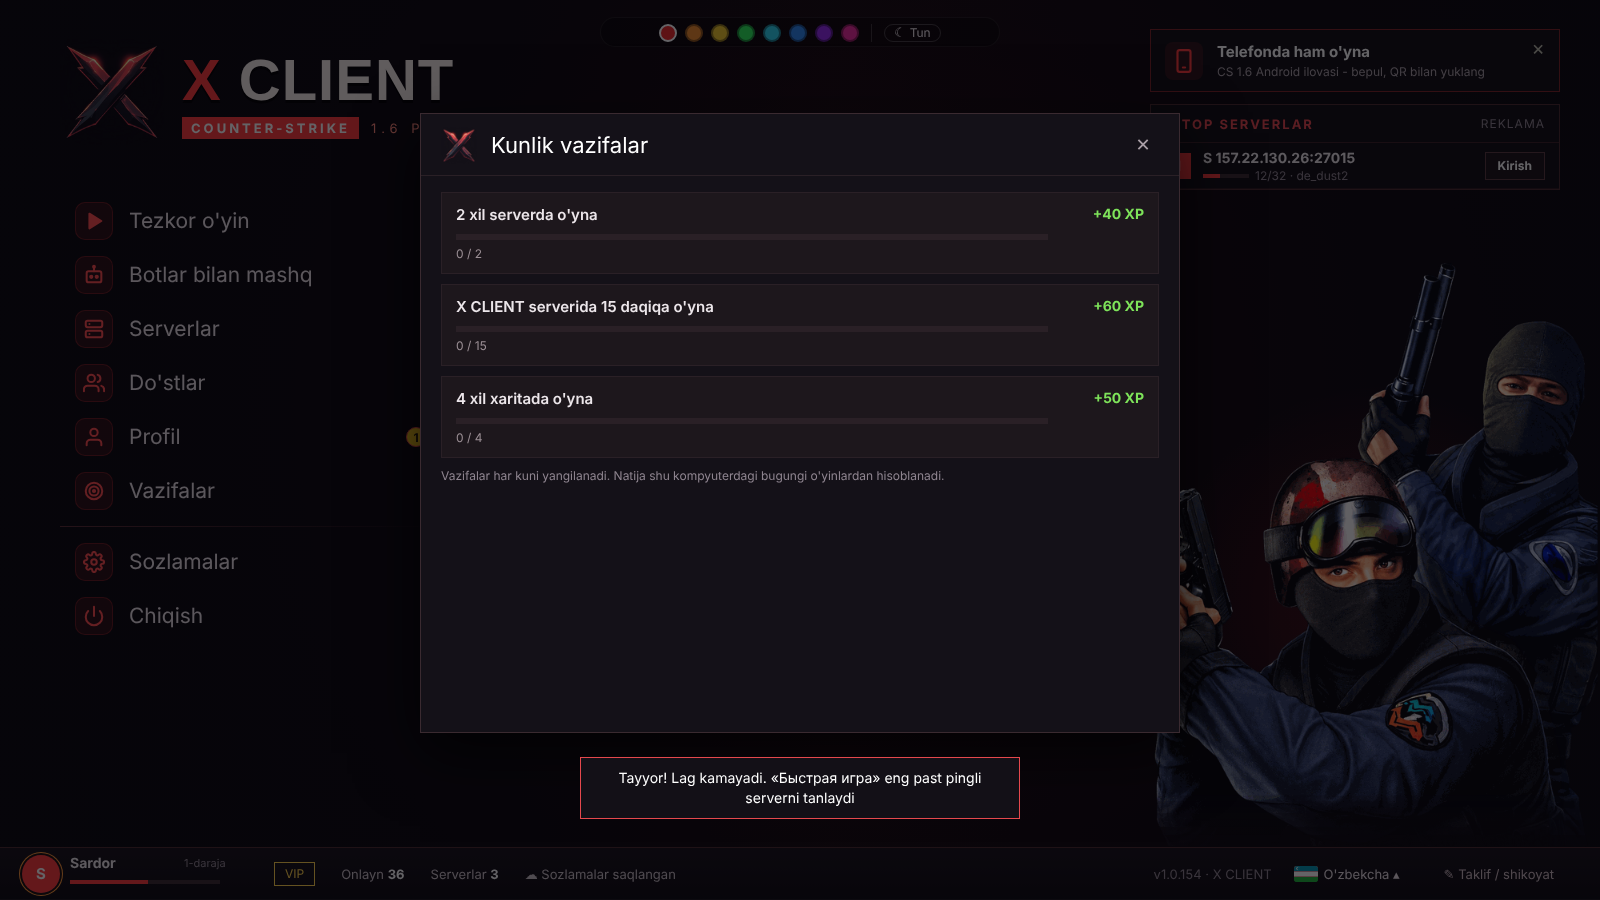 ☾ Tun
X CLIENT
COUNTER-STRIKE 1.6 P
Telefonda ham o'yna ✕
CS 1.6 Android ilovasi - bepul, QR bilan yuklang
TOP SERVERLAR REKLAMA
S 157.22.130.26:27015
12/32 · de_dust2
Kirish
Tezkor o'yin
Botlar bilan mashq
Serverlar
Do'stlar
Profil
1
Vazifalar
Sozlamalar
Chiqish
Kunlik vazifalar ✕
2 xil serverda o'yna +40 XP
0 / 2
X CLIENT serverida 15 daqiqa o'yna +60 XP
0 / 15
4 xil xaritada o'yna +50 XP
0 / 4
Vazifalar har kuni yangilanadi. Natija shu kompyuterdagi bugungi o'yinlardan hisoblanadi.
Tayyor! Lag kamayadi. «Быстрая игра» eng past pingli
serverni tanlaydi
S
Sardor 1-daraja
VIP
Onlayn 36
Serverlar 3
☁ Sozlamalar saqlangan
v1.0.154 · X CLIENT
O'zbekcha ▴
✎ Taklif / shikoyat